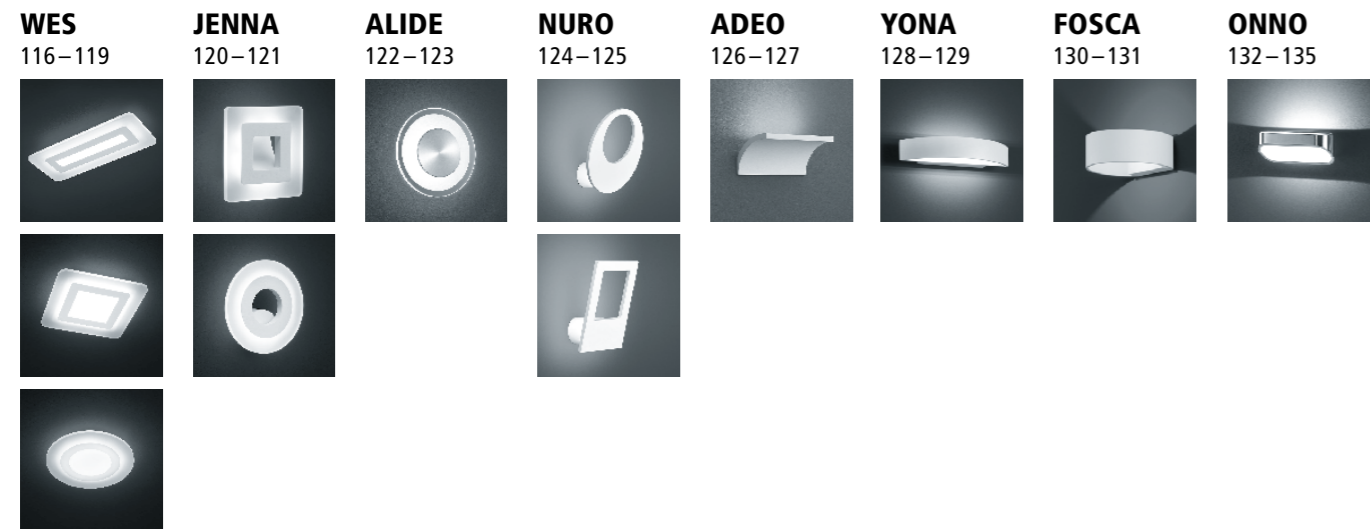 WES
116–119
JENNA
120–121
ALIDE
122–123
NURO
124–125
ADEO
126–127
YONA
128–129
FOSCA
130–131
ONNO
132–135